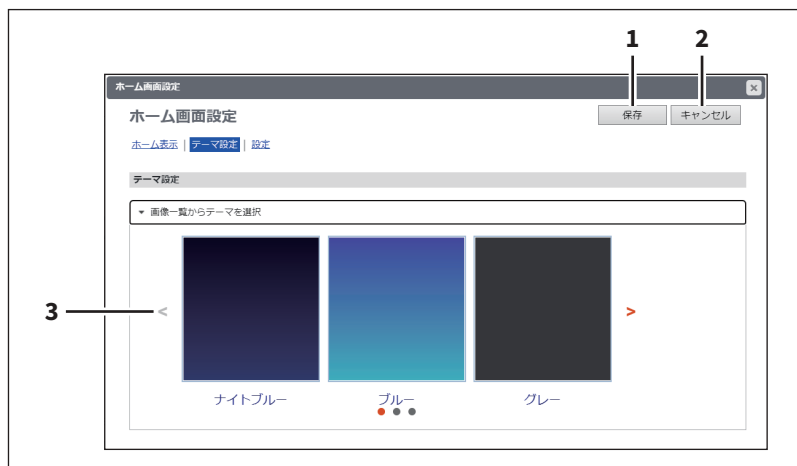 1 2
ホーム画面設定
ホーム画面設定 保存 キャンセル
ホーム表示 | テーマ設定 | 設定
テーマ設定
▼ 画像一覧からテーマを選択
3 < >
ナイトブルー ブルー グレー